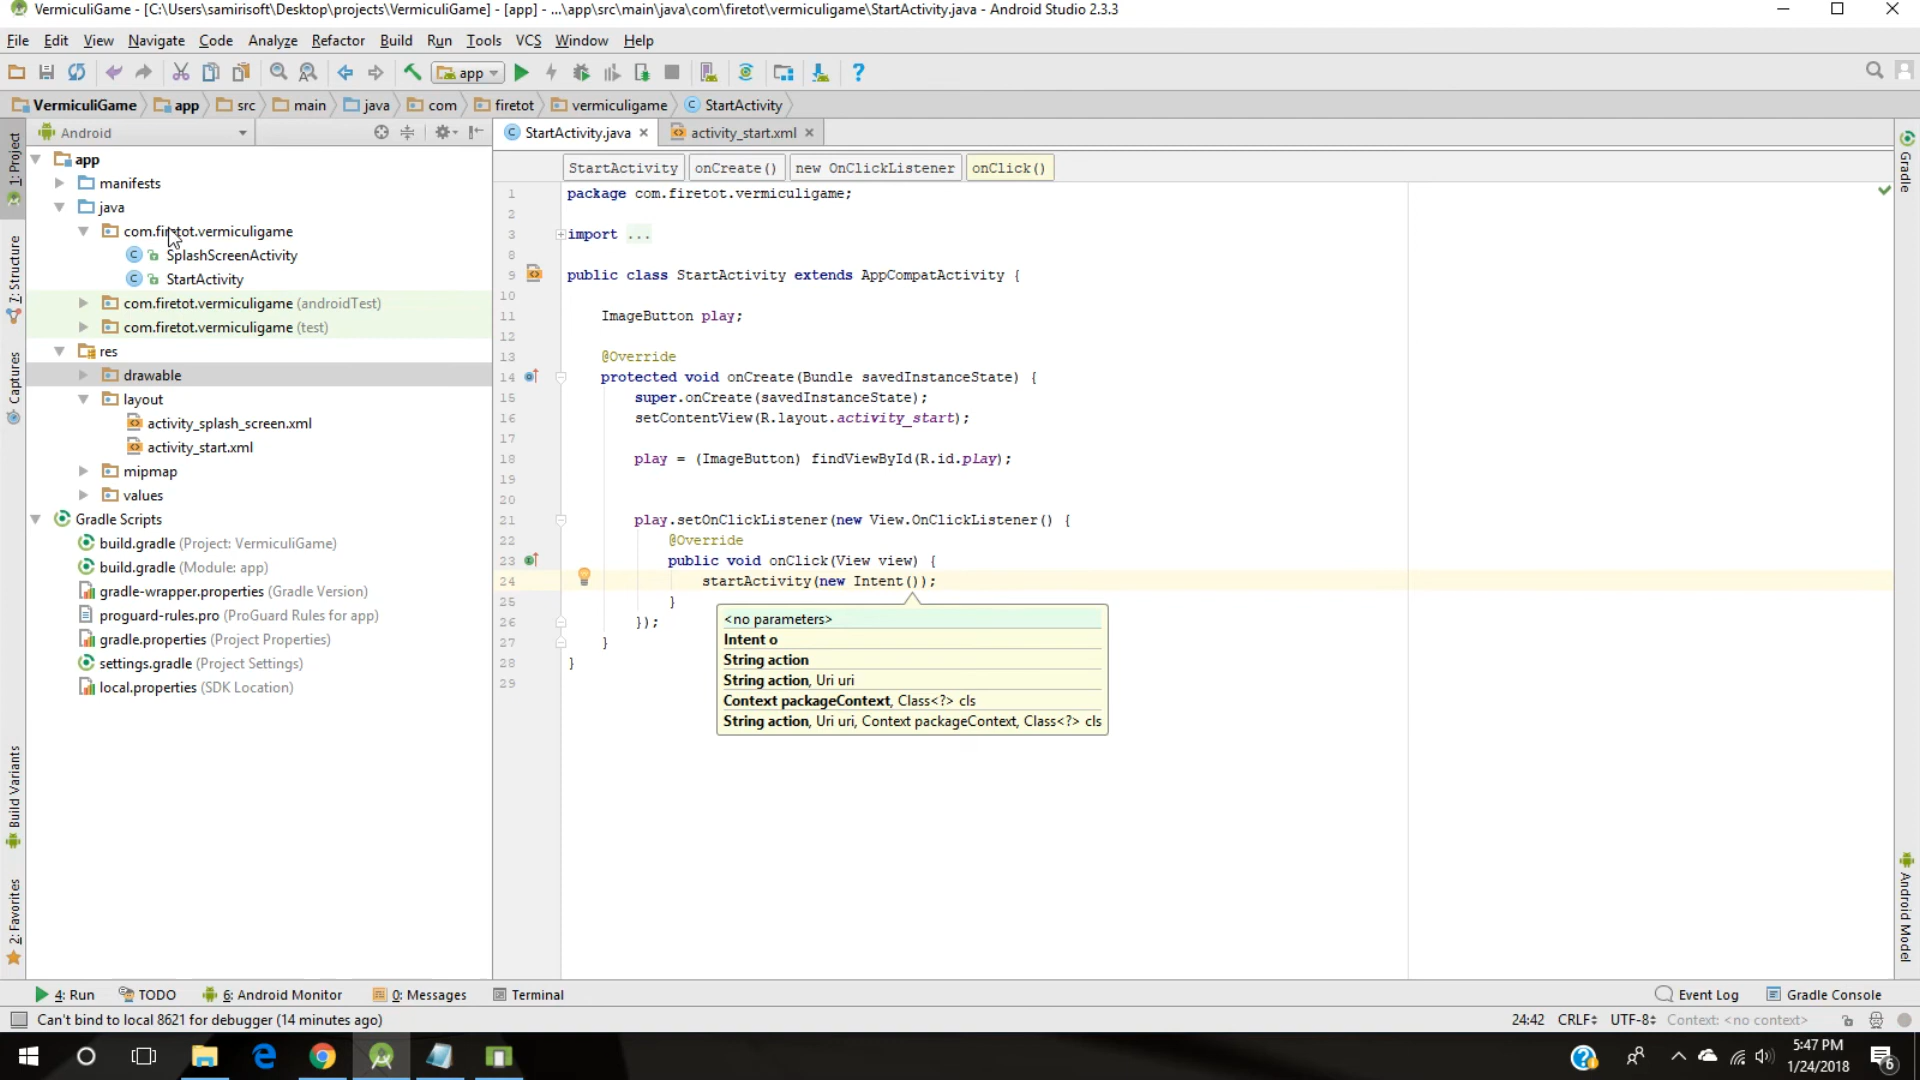 VermiculiGame - [C:\Users\samirisoft\Desktop\projects\VermiculiGame] - [app] - ...\app\src\main\java\com\firetot\vermiculigame\StartActivity.java - Android Studio 2.3.3
File Edit View Navigate Code Analyze Refactor Build Run Tools VCS Window Help
app
VermiculiGame app src main java com firetot vermiculigame StartActivity
Android
StartActivity.java activity_start.xml
StartActivity onCreate() new OnClickListener onClick()
1: Project
7: Structure
Captures
Build Variants
2: Favorites
app
manifests
java
com.firetot.vermiculigame
SplashScreenActivity
StartActivity
com.firetot.vermiculigame (androidTest)
com.firetot.vermiculigame (test)
res
drawable
layout
activity_splash_screen.xml
activity_start.xml
mipmap
values
Gradle Scripts
build.gradle (Project: VermiculiGame)
build.gradle (Module: app)
gradle-wrapper.properties (Gradle Version)
proguard-rules.pro (ProGuard Rules for app)
gradle.properties (Project Properties)
settings.gradle (Project Settings)
local.properties (SDK Location)
1 package com.firetot.vermiculigame;
2
3 import ...
8
9 public class StartActivity extends AppCompatActivity {
10
11 ImageButton play;
12
13 @Override
14 protected void onCreate(Bundle savedInstanceState) {
15 super.onCreate(savedInstanceState);
16 setContentView(R.layout.activity_start);
17
18 play = (ImageButton) findViewById(R.id.play);
19
20
21 play.setOnClickListener(new View.OnClickListener() {
22 @Override
23 public void onClick(View view) {
24 startActivity(new Intent());
25 }
26 });
27 }
28 }
29
<no parameters>
Intent o
String action
String action, Uri uri
Context packageContext, Class<?> cls
String action, Uri uri, Context packageContext, Class<?> cls
Gradle
Android Model
4: Run TODO 6: Android Monitor 0: Messages Terminal Event Log Gradle Console
Can't bind to local 8621 for debugger (14 minutes ago) 24:42 CRLF UTF-8 Context: <no context>
5:47 PM
1/24/2018
6